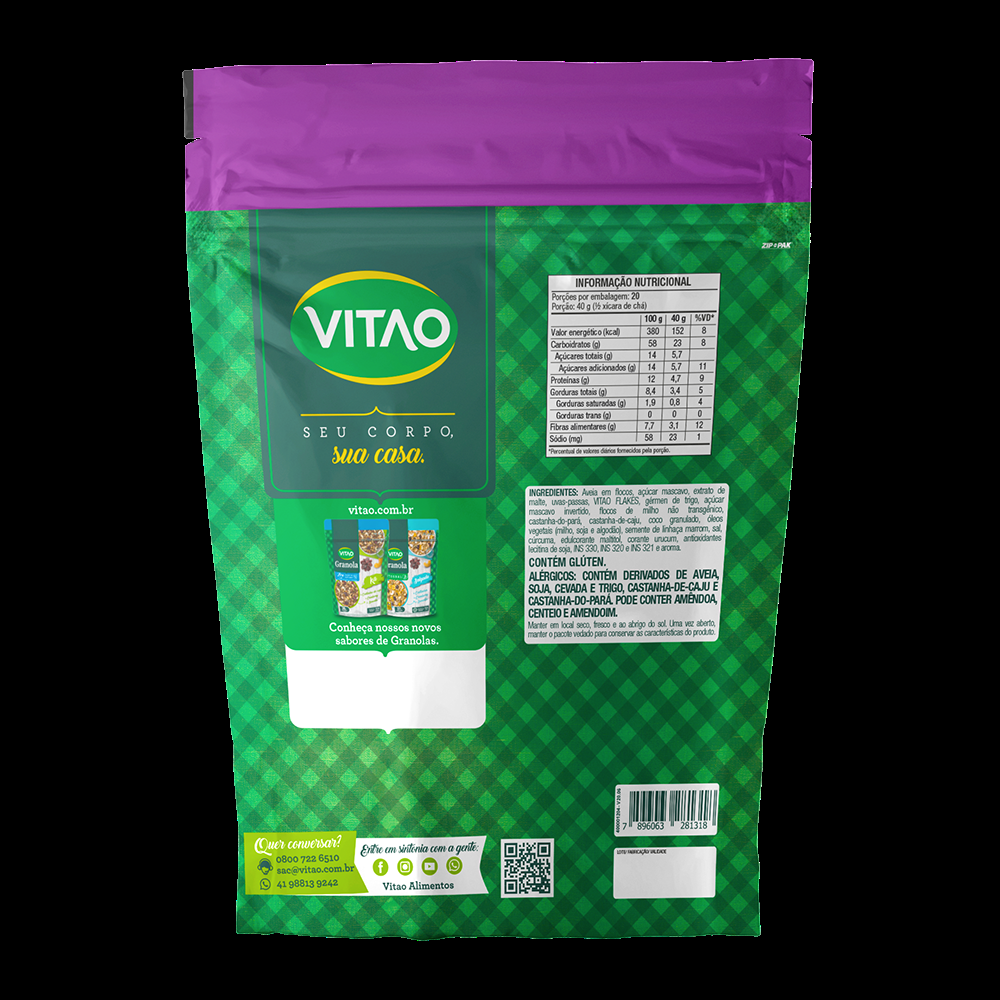 ZIP-PAK
VITAO
SEU CORPO,
sua casa.
vitao.com.br
VITAO
Granola
VITAO
Granola
Conheça nossos novos
sabores de Granolas.
INFORMAÇÃO NUTRICIONAL
Porções por embalagem: 20
Porção: 40 g (½ xícara de chá)
100 g 40 g %VD*
Valor energético (kcal) 380 152 8
Carboidratos (g) 58 23 8
Açúcares totais (g) 14 5,7
Açúcares adicionados (g) 14 5,7 11
Proteínas (g) 12 4,7 9
Gorduras totais (g) 8,4 3,4 5
Gorduras saturadas (g) 1,9 0,8 4
Gorduras trans (g) 0 0 0
Fibras alimentares (g) 7,7 3,1 12
Sódio (mg) 58 23 1
*Percentual de valores diários fornecidos pela porção.
INGREDIENTES: Aveia em flocos, açúcar mascavo, extrato de
malte, uvas-passas, VITAO FLAKES, gérmen de trigo, açúcar
mascavo invertido, flocos de milho não transgênico,
castanha-do-pará, castanha-de-caju, coco granulado, óleos
vegetais (milho, soja e algodão), semente de linhaça marrom, sal,
cúrcuma, edulcorante maltitol, corante urucum, antioxidantes
lecitina de soja, INS 330, INS 320 e INS 321 e aroma.
CONTÉM GLÚTEN.
ALÉRGICOS: CONTÉM DERIVADOS DE AVEIA,
SOJA, CEVADA E TRIGO, CASTANHA-DE-CAJU E
CASTANHA-DO-PARÁ. PODE CONTER AMÊNDOA,
CENTEIO E AMENDOIM.
Manter em local seco, fresco e ao abrigo do sol. Uma vez aberto,
manter o pacote vedado para conservar as características do produto.
7 896063 281318
LOTE/ FABRICAÇÃO/ VALIDADE
Quer conversar?
0800 722 6510
sac@vitao.com.br
41 98813 9242
Entre em sintonia com a gente:
Vitao Alimentos